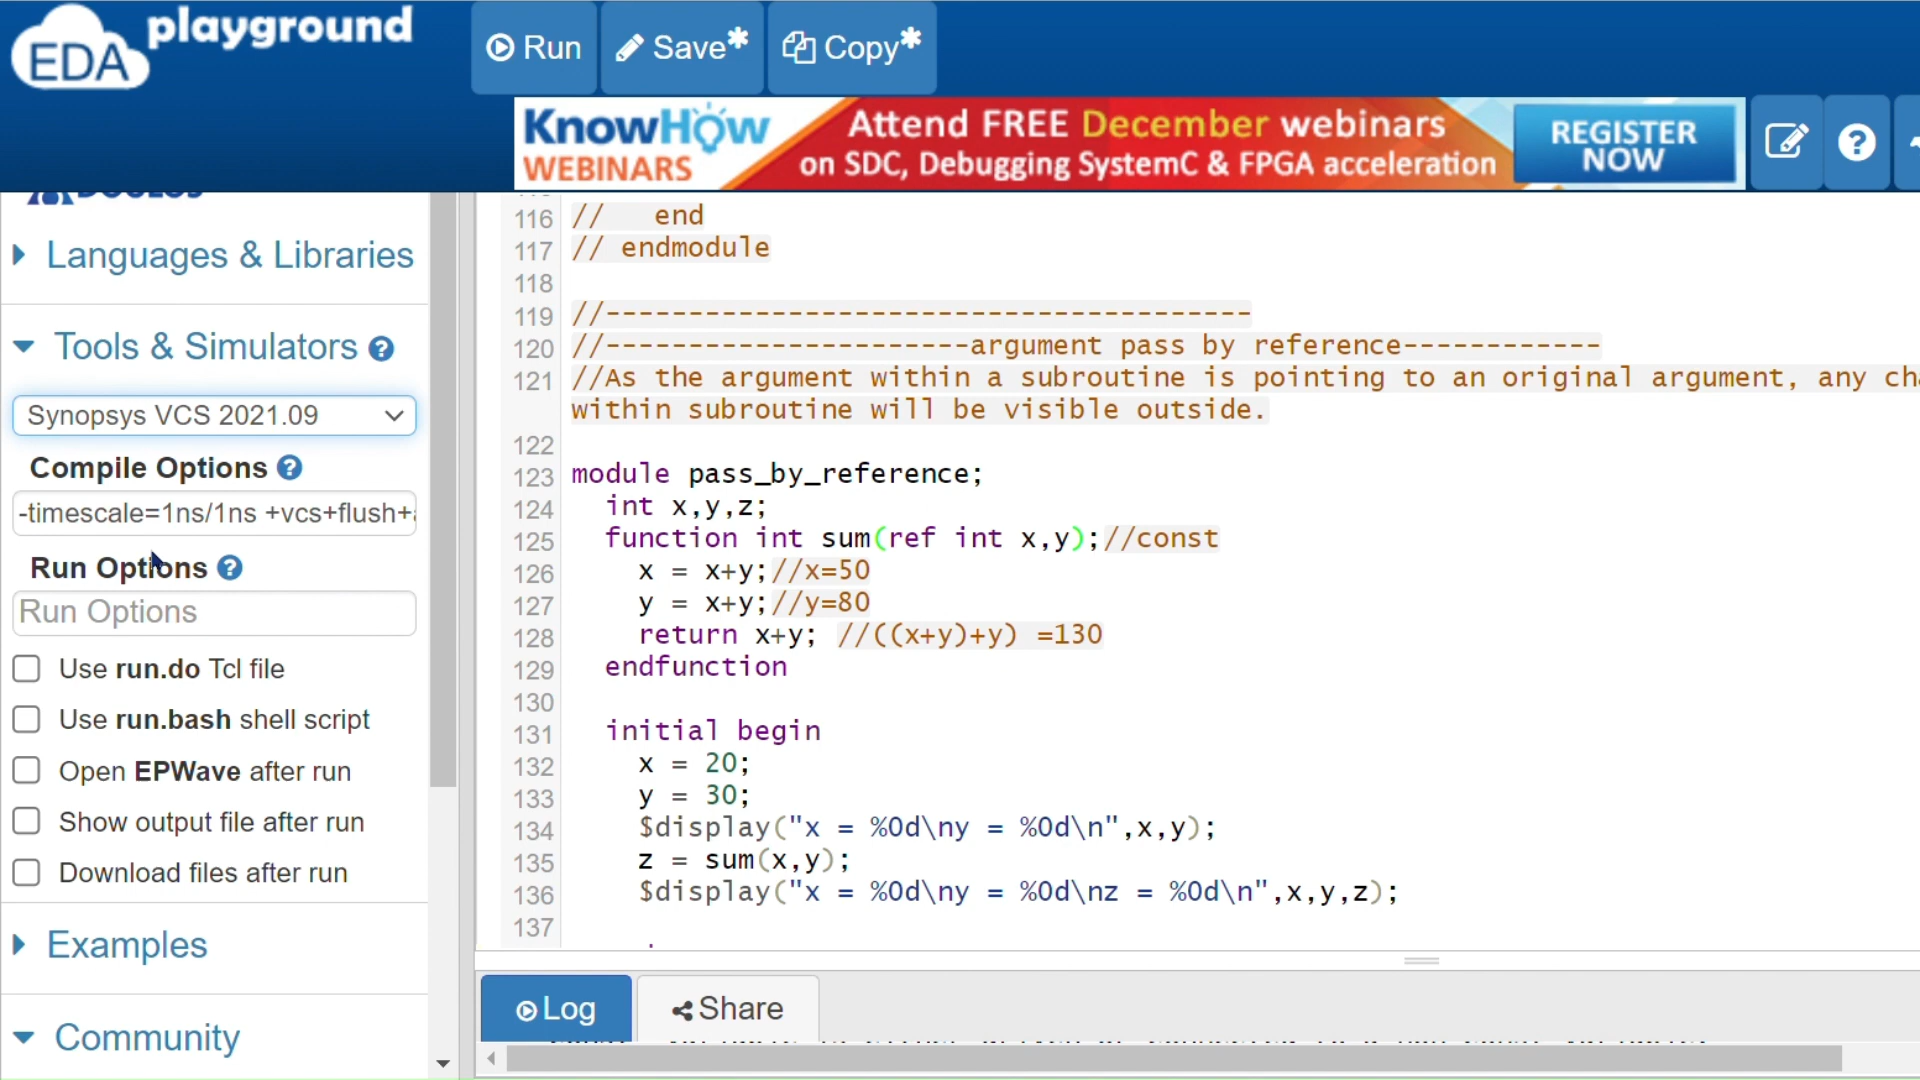 EDA playground
Run
Save*
Copy*
KnowHow WEBINARS
Attend FREE December webinars
on SDC, Debugging SystemC & FPGA acceleration
REGISTER NOW
Languages & Libraries
Tools & Simulators ?
Synopsys VCS 2021.09
Compile Options ?
-timescale=1ns/1ns +vcs+flush+
Run Options ?
Run Options
Use run.do Tcl file
Use run.bash shell script
Open EPWave after run
Show output file after run
Download files after run
Examples
Community
116 //   end
117 // endmodule
118
119 //---------------------------------------
120 //----------------------argument pass by reference------------
121 //As the argument within a subroutine is pointing to an original argument, any
within subroutine will be visible outside.
122
123 module pass_by_reference;
124   int x,y,z;
125   function int sum(ref int x,y);//const
126     x = x+y;//x=50
127     y = x+y;//y=80
128     return x+y; //((x+y)+y) =130
129   endfunction
130
131   initial begin
132     x = 20;
133     y = 30;
134     $display("x = %0d\ny = %0d\n",x,y);
135     z = sum(x,y);
136     $display("x = %0d\ny = %0d\nz = %0d\n",x,y,z);
137
Log
Share